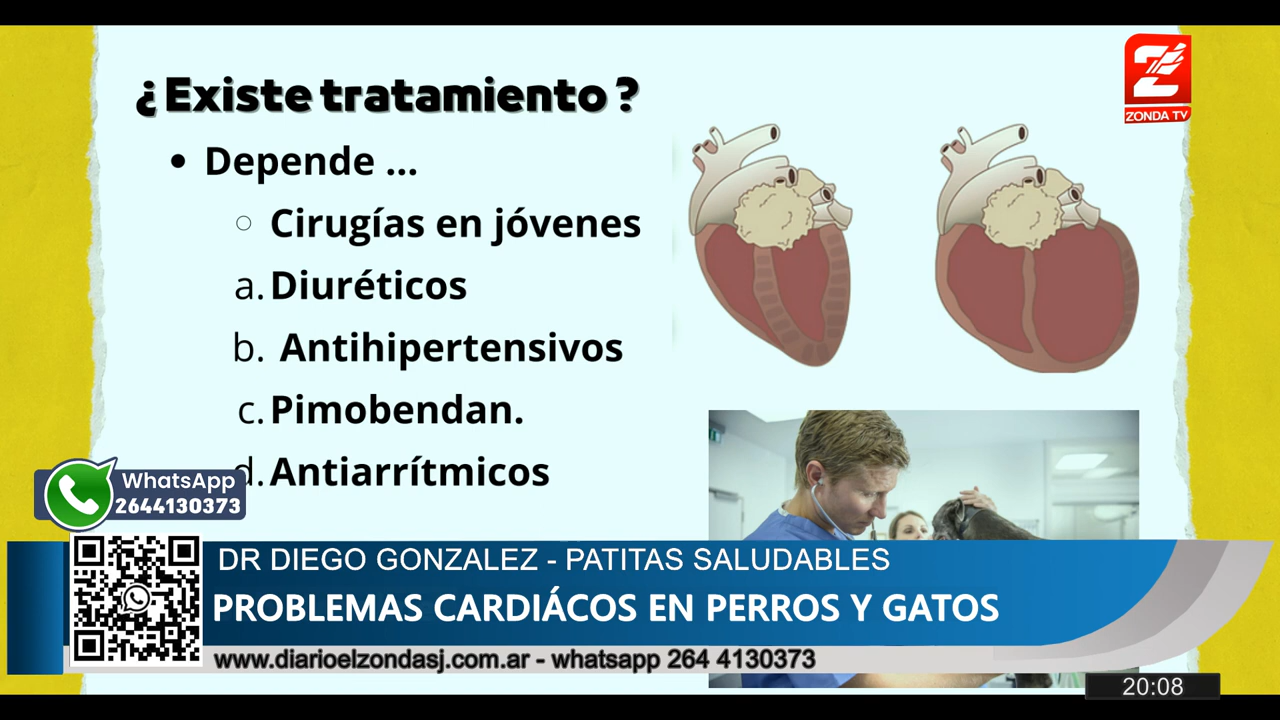 ¿Existe tratamiento?
ZONDA TV
• Depende ...
○ Cirugías en jóvenes
a. Diuréticos
b. Antihipertensivos
c. Pimobendan.
d. Antiarrítmicos
WhatsApp
2644130373
DR DIEGO GONZALEZ - PATITAS SALUDABLES
PROBLEMAS CARDIÁCOS EN PERROS Y GATOS
www.diarioelzondasj.com.ar - whatsapp 264 4130373
20:08